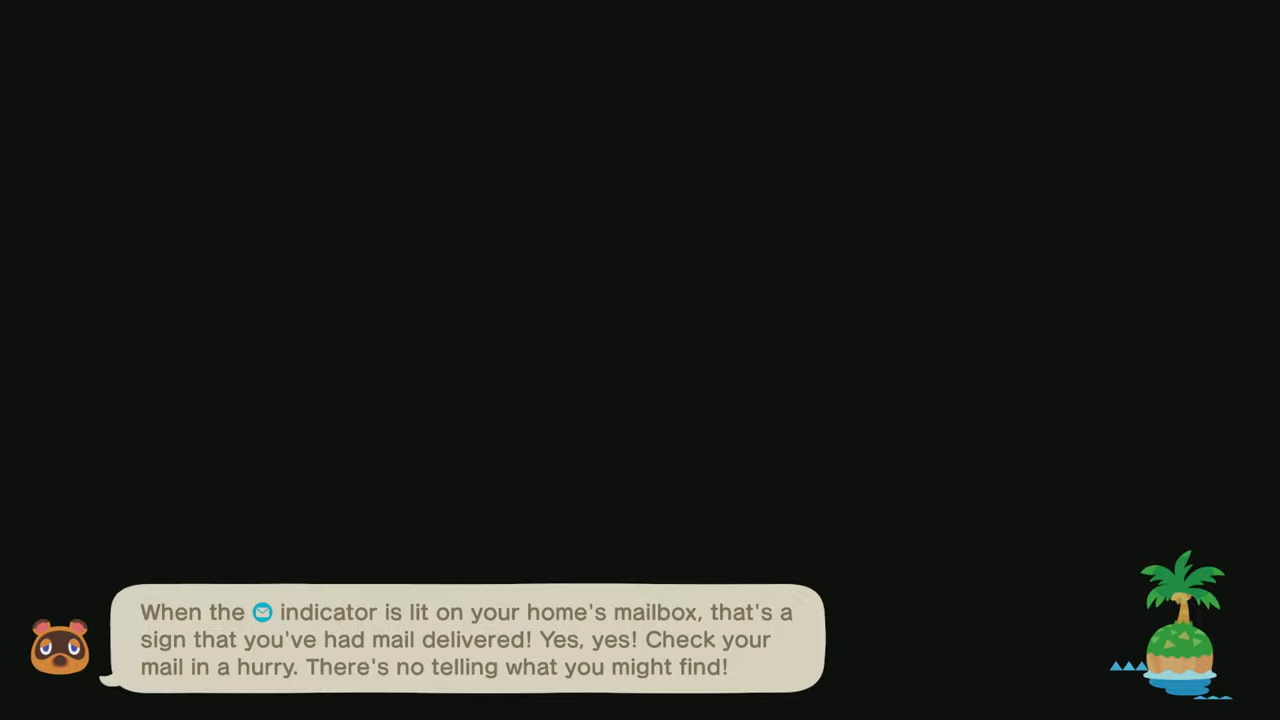 When the indicator is lit on your home's mailbox, that's a
sign that you've had mail delivered! Yes, yes! Check your
mail in a hurry. There's no telling what you might find!